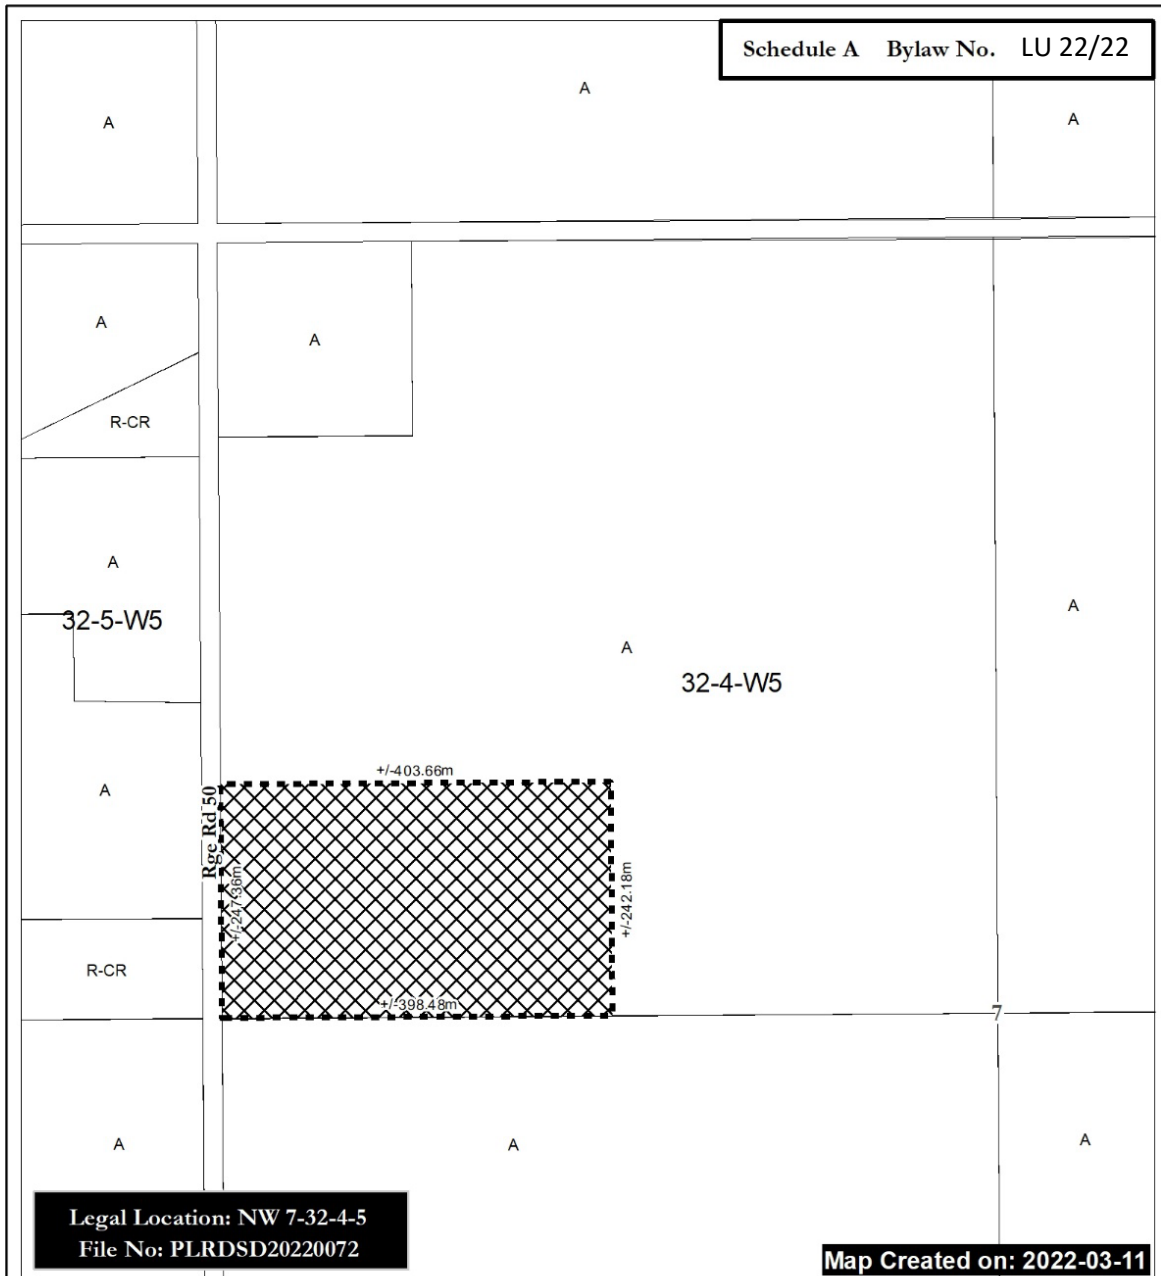 Schedule A Bylaw No. LU 22/22
A
A
A
A
A
R-CR
A
32-5-W5
A
A
32-4-W5
+/-403.66m
A
Rge Rd 50
+/-247.36m
+/-242.18m
R-CR
+/-398.48m
7
A
A
A
Legal Location: NW 7-32-4-5
File No: PLRDSD20220072
Map Created on: 2022-03-11